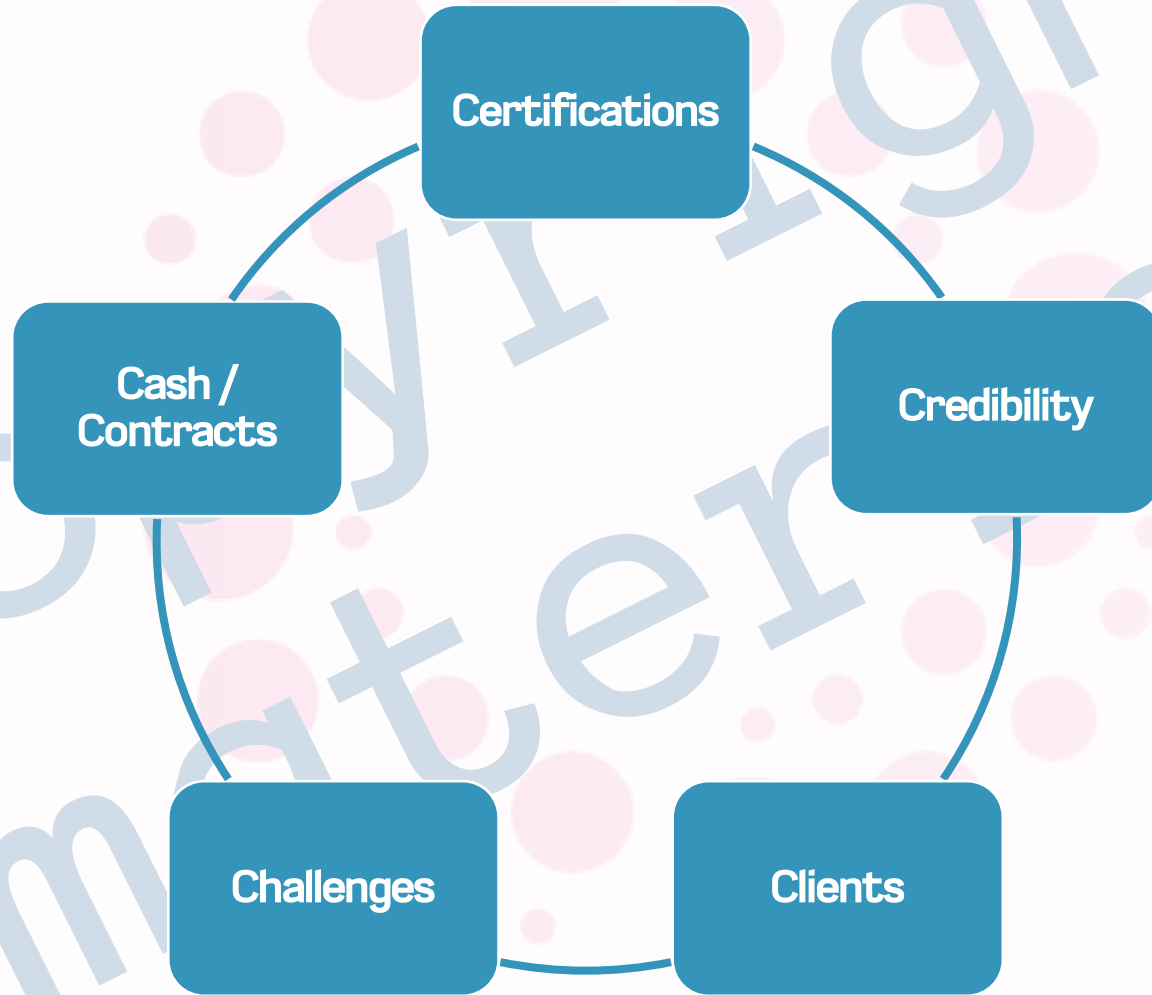 Certifications
Credibility
Clients
Challenges
Cash /
Contracts